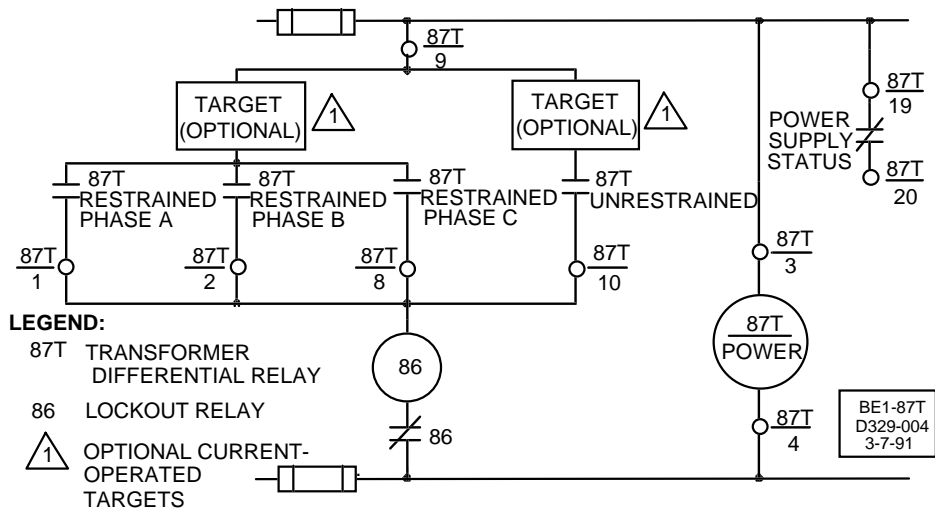 87T
9
TARGET
(OPTIONAL)
1
TARGET
(OPTIONAL)
1
POWER
SUPPLY
STATUS
87T
19
87T
20
87T
RESTRAINED
PHASE A
87T
RESTRAINED
PHASE B
87T
RESTRAINED
PHASE C
87T
UNRESTRAINED
87T
1
87T
2
87T
8
87T
10
87T
3
87T
POWER
87T
4
86
86
LEGEND:
87T TRANSFORMER
DIFFERENTIAL RELAY
86 LOCKOUT RELAY
1 OPTIONAL CURRENT-
OPERATED
TARGETS
BE1-87T
D329-004
3-7-91